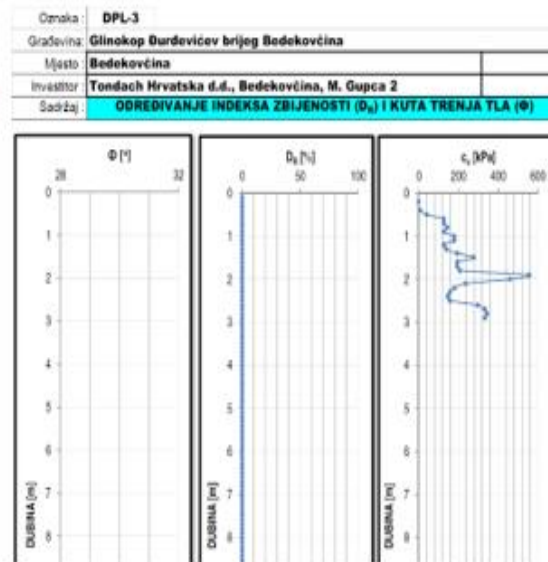 Oznaka : DPL-3
Građevina: Glinokop Đurđevićev brijeg Bedekovčina
Mjesto : Bedekovčina
Investitor : Tondach Hrvatska d.d., Bedekovčina, M. Gupca 2
Sadržaj : ODREĐIVANJE INDEKSA ZBIJENOSTI (D) I KUTA TRENJA TLA (Φ)
Φ [°]
28 32
0
1
2
3
4
5
6
7
8
DUBINA [m]
D [%]
0 50 100
0
1
2
3
4
5
6
7
8
DUBINA [m]
[kPa]
0 200 400 600
0
1
2
3
4
5
6
7
8
DUBINA [m]